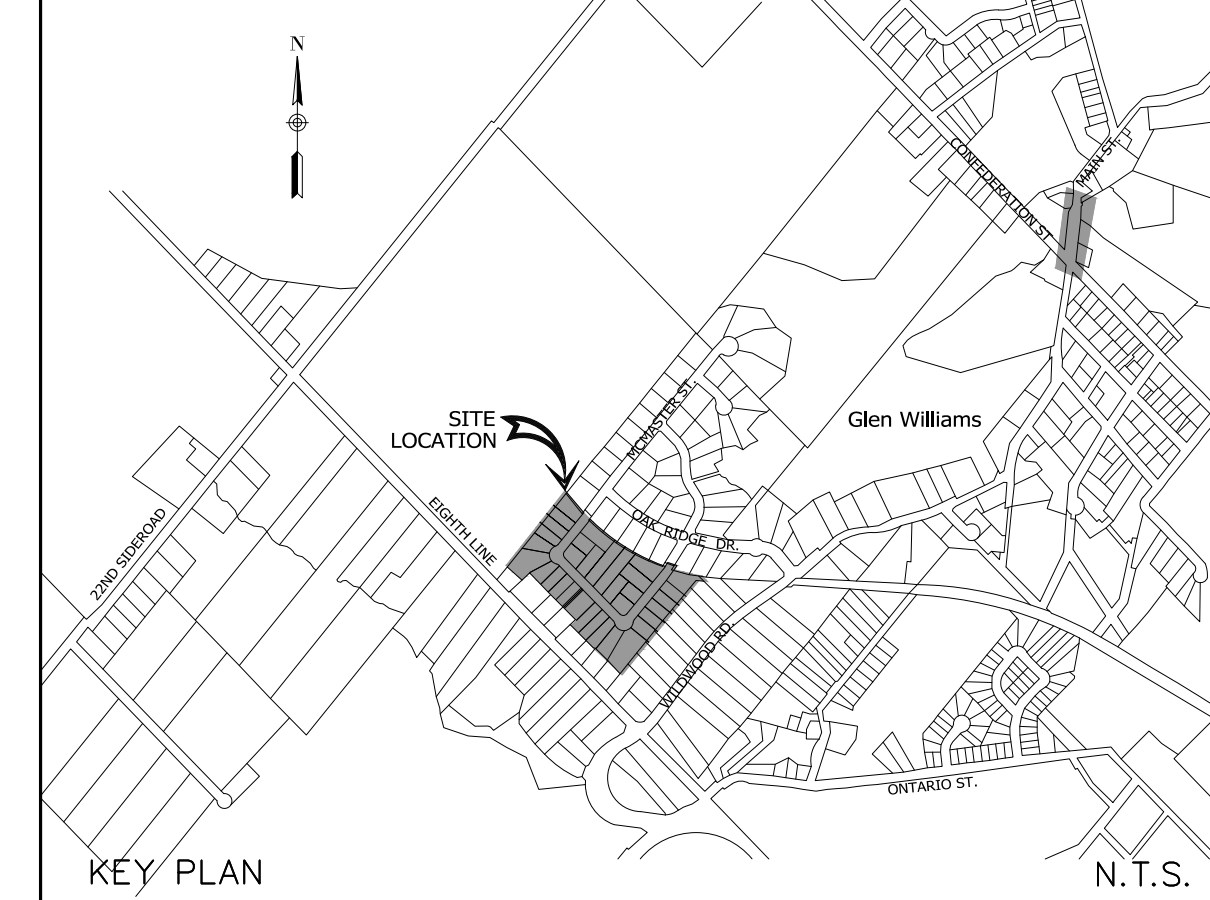 N
CONFEDERATION ST.
MAIN ST.
MCMASTER ST.
SITE
LOCATION
Glen Williams
22ND SIDEROAD
EIGHTH LINE
OAK RIDGE DR.
WILDWOOD RD.
ONTARIO ST.
KEY PLAN
N.T.S.